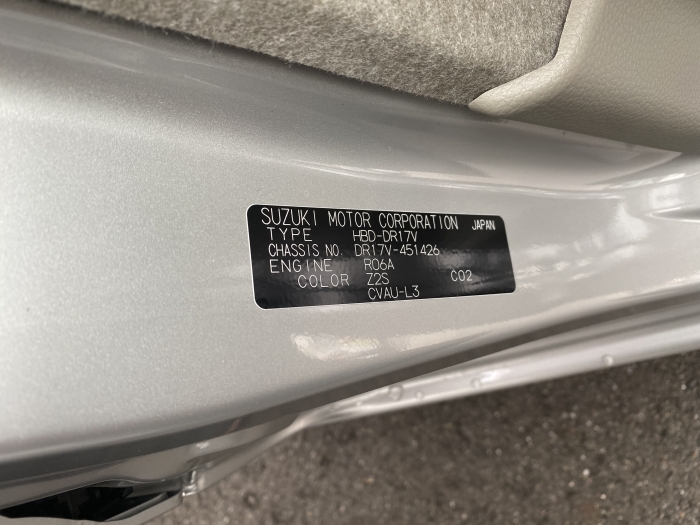 SUZUKI MOTOR CORPORATION JAPAN
TYPE HBD-DR17V
CHASSIS NO. DR17V-451426
ENGINE R06A
COLOR Z2S C02
CVAU-L3